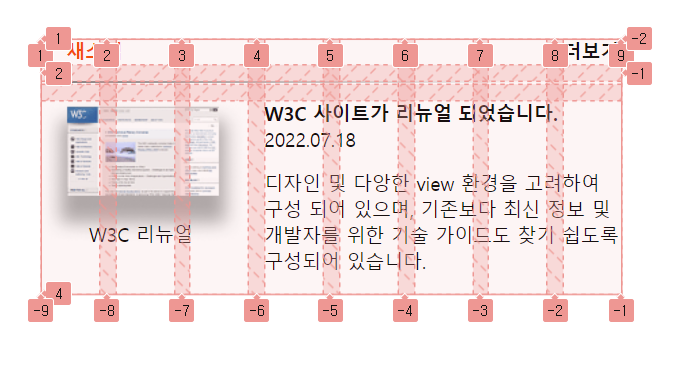 1 -2
1 새소 2 3 4 5 6 7 8 더보기 9
2 -1
W3C
W3C 사이트가 리뉴얼 되었습니다.
2022.07.18
디자인 및 다양한 view 환경을 고려하여
구성 되어 있으며, 기존보다 최신 정보 및
W3C 리뉴얼
개발자를 위한 기술 가이드도 찾기 쉽도록
구성되어 있습니다.
4
-9 -8 -7 -6 -5 -4 -3 -2 -1